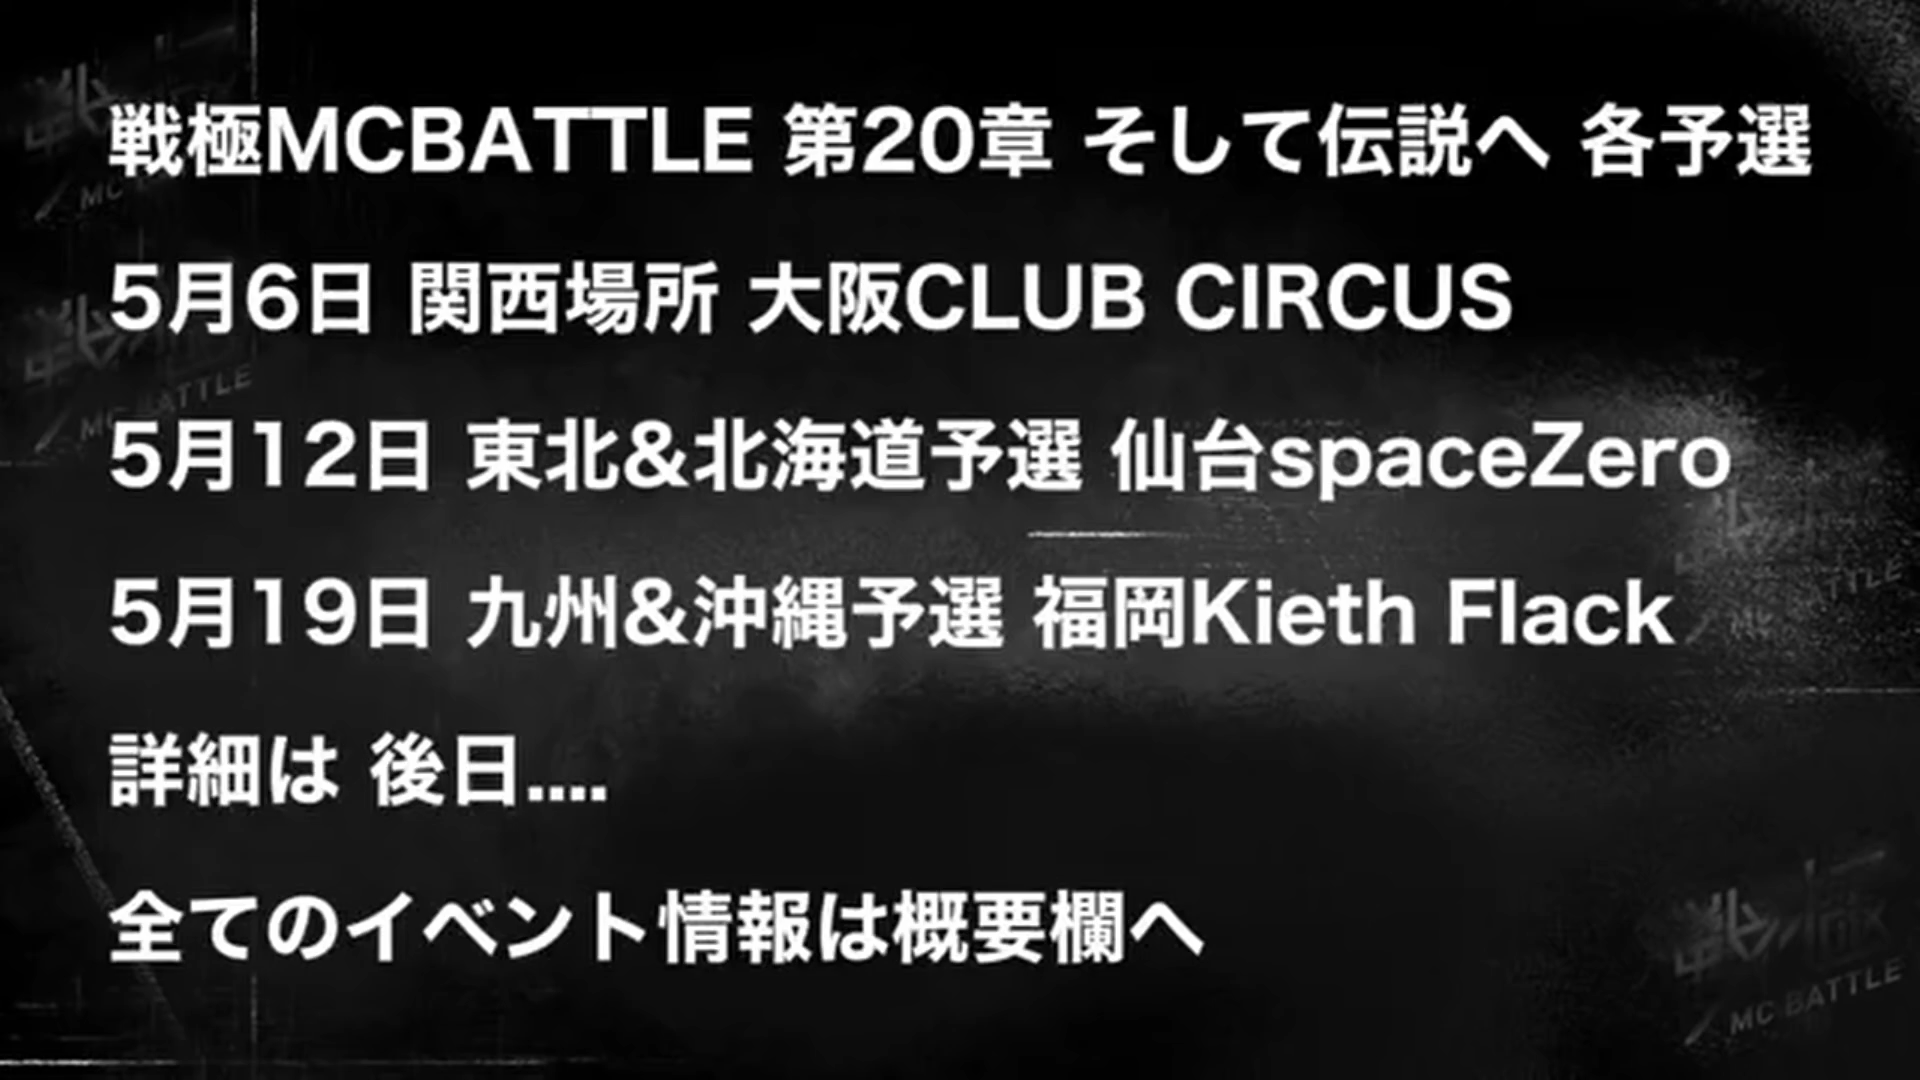 戦極MCBATTLE 第20章 そして伝説へ 各予選
5月6日 関西場所 大阪CLUB CIRCUS
5月12日 東北&北海道予選 仙台spaceZero
5月19日 九州&沖縄予選 福岡Kieth Flack
詳細は 後日....
全てのイベント情報は概要欄へ
MC BATTLE
MC BATTLE